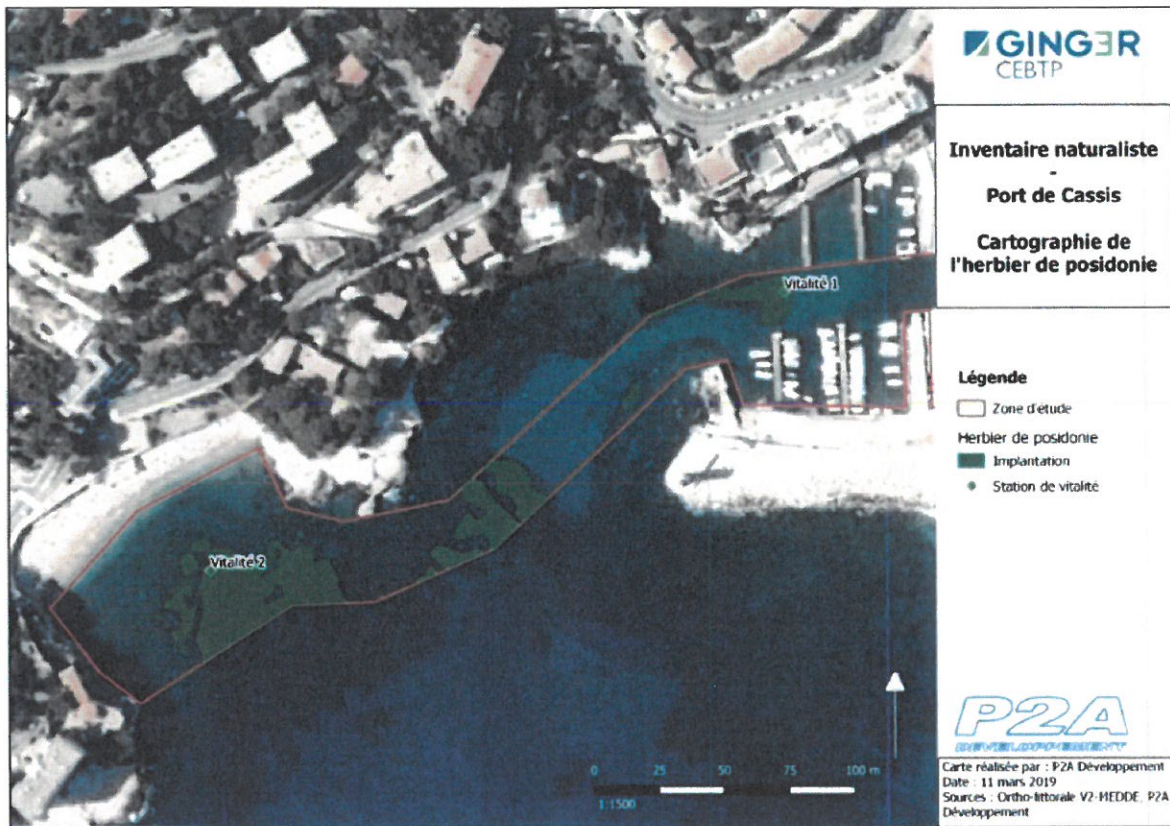 GINGER
CEBTP
Inventaire naturaliste
-
Port de Cassis
Cartographie de
l'herbier de posidonie
Légende
Zone d'étude
Herbier de posidonie
Implantation
Station de vitalité
Vitalité 1
Vitalité 2
0 25 50 75 100 m
1:1500
P2A
DEVELOPPEMENT
Carte réalisée par : P2A Développement
Date : 11 mars 2019
Sources : Ortho-littorale V2-MEDDE, P2A
Développement